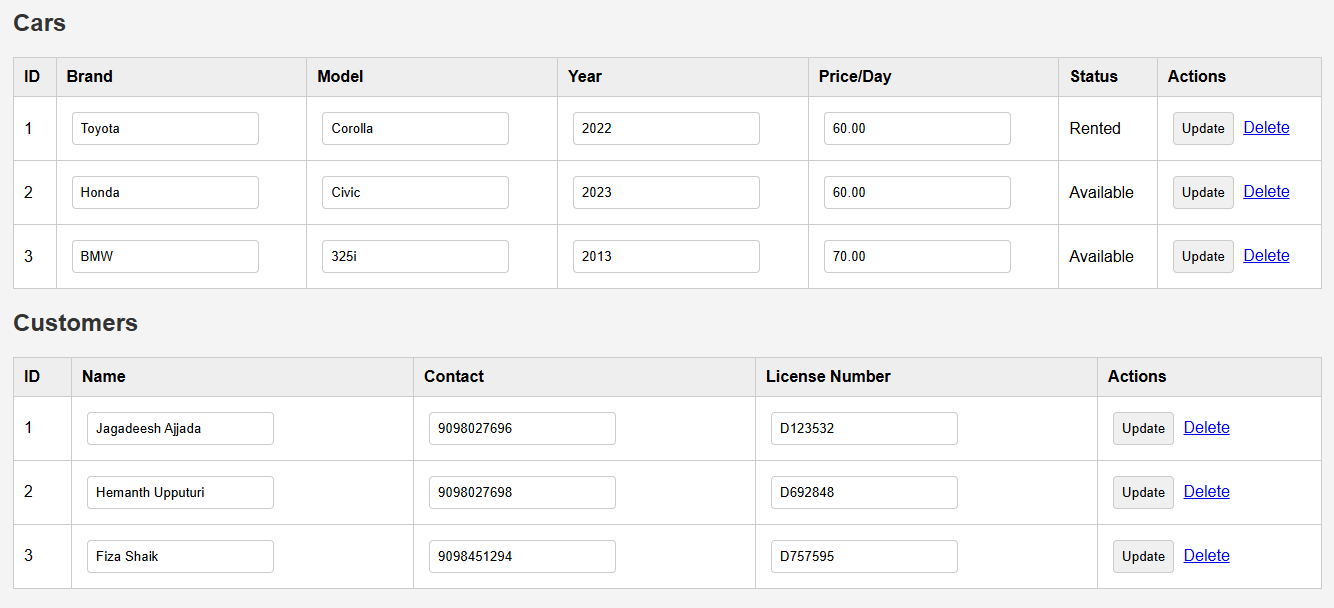 Cars
ID Brand Model Year Price/Day Status Actions
1 Toyota Corolla 2022 60.00 Rented Update Delete
2 Honda Civic 2023 60.00 Available Update Delete
3 BMW 325i 2013 70.00 Available Update Delete
Customers
ID Name Contact License Number Actions
1 Jagadeesh Ajjada 9098027696 D123532 Update Delete
2 Hemanth Upputuri 9098027698 D692848 Update Delete
3 Fiza Shaik 9098451294 D757595 Update Delete